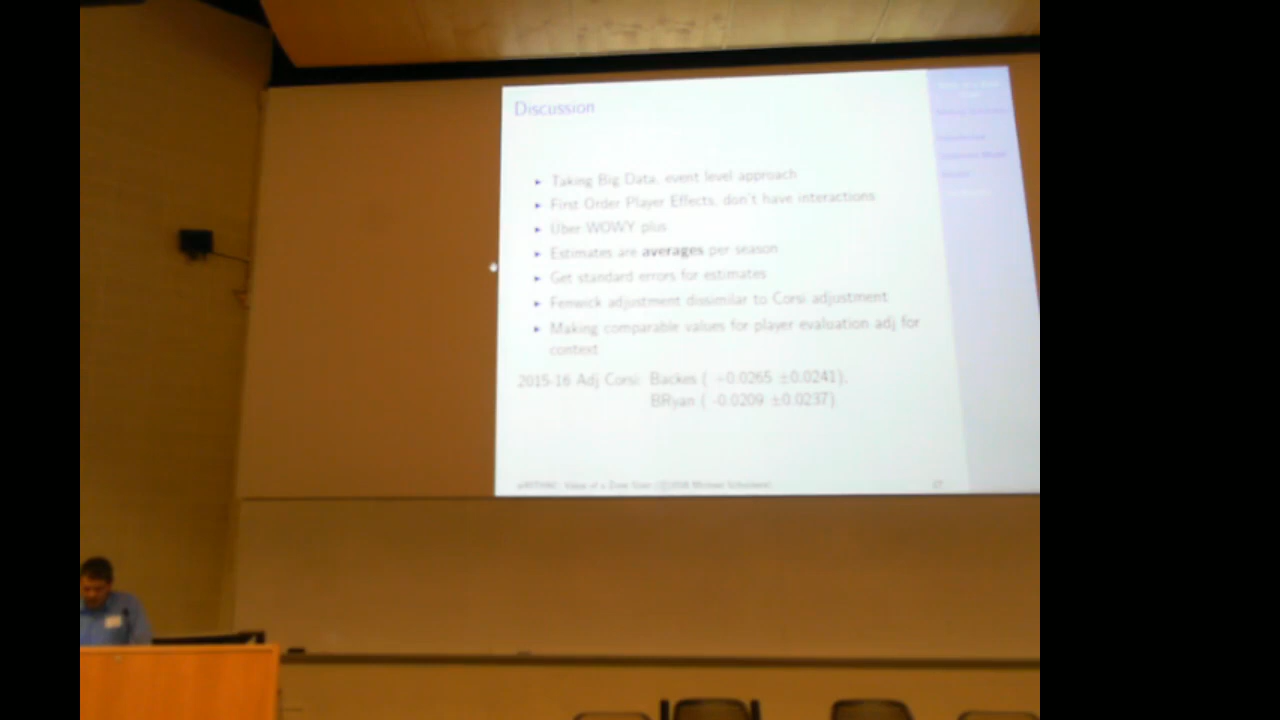 Discussion
Taking Big Data, event level approach
First Order Player Effects, don't have interactions
Uber WOWY plus
Estimates are averages per season
Get standard errors for estimates
Fenwick adjustment dissimilar to Corsi adjustment
Making comparable values for player evaluation adj for
context
2015-16 Adj Corsi: Backes ( +0.0265 ±0.0241),
BRyan ( -0.0209 ±0.0237)